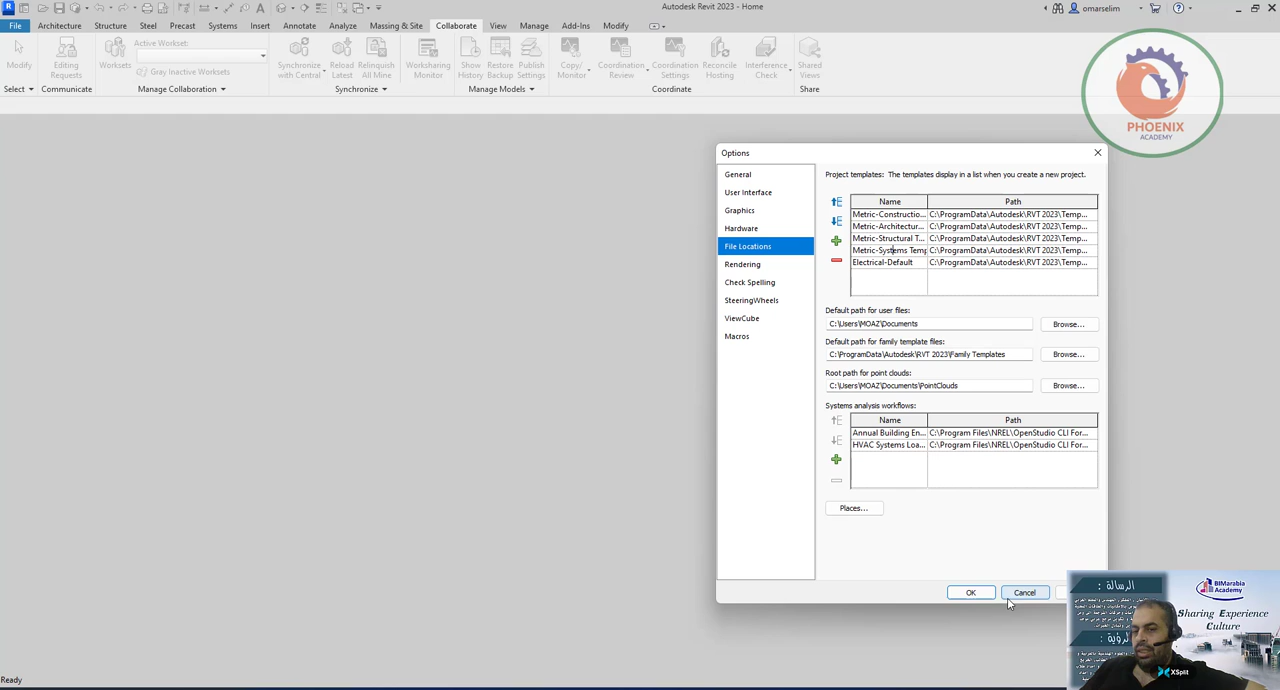 Autodesk Revit 2023 - Home
omarselim
File Architecture Structure Steel Precast Systems Insert Annotate Analyze Massing & Site Collaborate View Manage Add-Ins Modify
Modify
Editing Requests
Worksets
Active Workset:
Gray Inactive Worksets
Synchronize with Central
Reload Latest
Relinquish All Mine
Worksharing Monitor
Show History
Restore Backup
Publish Settings
Copy/ Monitor
Coordination Review
Coordination Settings
Reconcile Hosting
Interference Check
Shared Views
Select
Communicate
Manage Collaboration
Synchronize
Manage Models
Coordinate
Share
PHOENIX
ACADEMY
Options
General
User Interface
Graphics
Hardware
File Locations
Rendering
Check Spelling
SteeringWheels
ViewCube
Macros
Project templates: The templates display in a list when you create a new project.
Name Path
Metric-Constructio... C:\ProgramData\Autodesk\RVT 2023\Temp...
Metric-Architectur... C:\ProgramData\Autodesk\RVT 2023\Temp...
Metric-Structural T... C:\ProgramData\Autodesk\RVT 2023\Temp...
Metric-Systems Temp C:\ProgramData\Autodesk\RVT 2023\Temp...
Electrical-Default C:\ProgramData\Autodesk\RVT 2023\Temp...
Default path for user files:
C:\Users\MOAZ\Documents Browse...
Default path for family template files:
C:\ProgramData\Autodesk\RVT 2023\Family Templates Browse...
Root path for point clouds:
C:\Users\MOAZ\Documents\PointClouds Browse...
Systems analysis workflows:
Name Path
Annual Building En... C:\Program Files\NREL\OpenStudio CLI For...
HVAC Systems Loa... C:\Program Files\NREL\OpenStudio CLI For...
Places...
OK Cancel
الرسالة :
BIMarabia
Academy
Sharing Experience
Culture
الرؤية :
XSplit
Ready